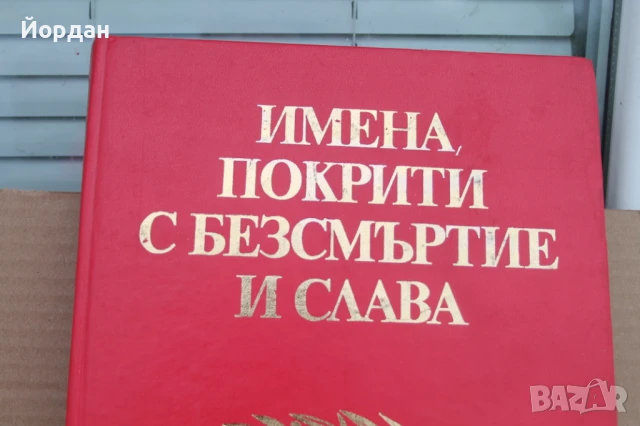 Йордан
ИМЕНА,
ПОКРИТИ
С БЕЗСМЪРТИЕ
И СЛАВА
BAZAR